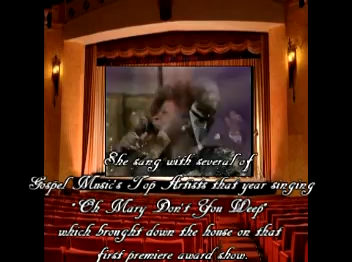 She sang with several of
Gospel Music's Top Artists that year singing
"Oh Mary Don't You Weep"
which brought down the house on that
first premiere award show.